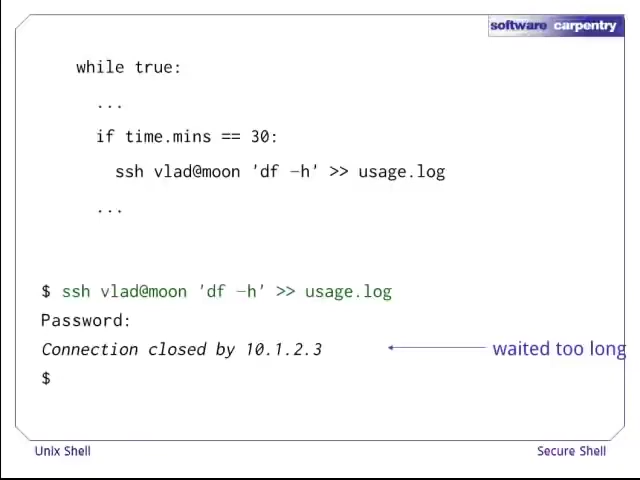 software carpentry
while true:
...
if time.mins == 30:
ssh vlad@moon 'df -h' >> usage.log
...
$ ssh vlad@moon 'df -h' >> usage.log
Password:
Connection closed by 10.1.2.3 waited too long
$
Unix Shell Secure Shell